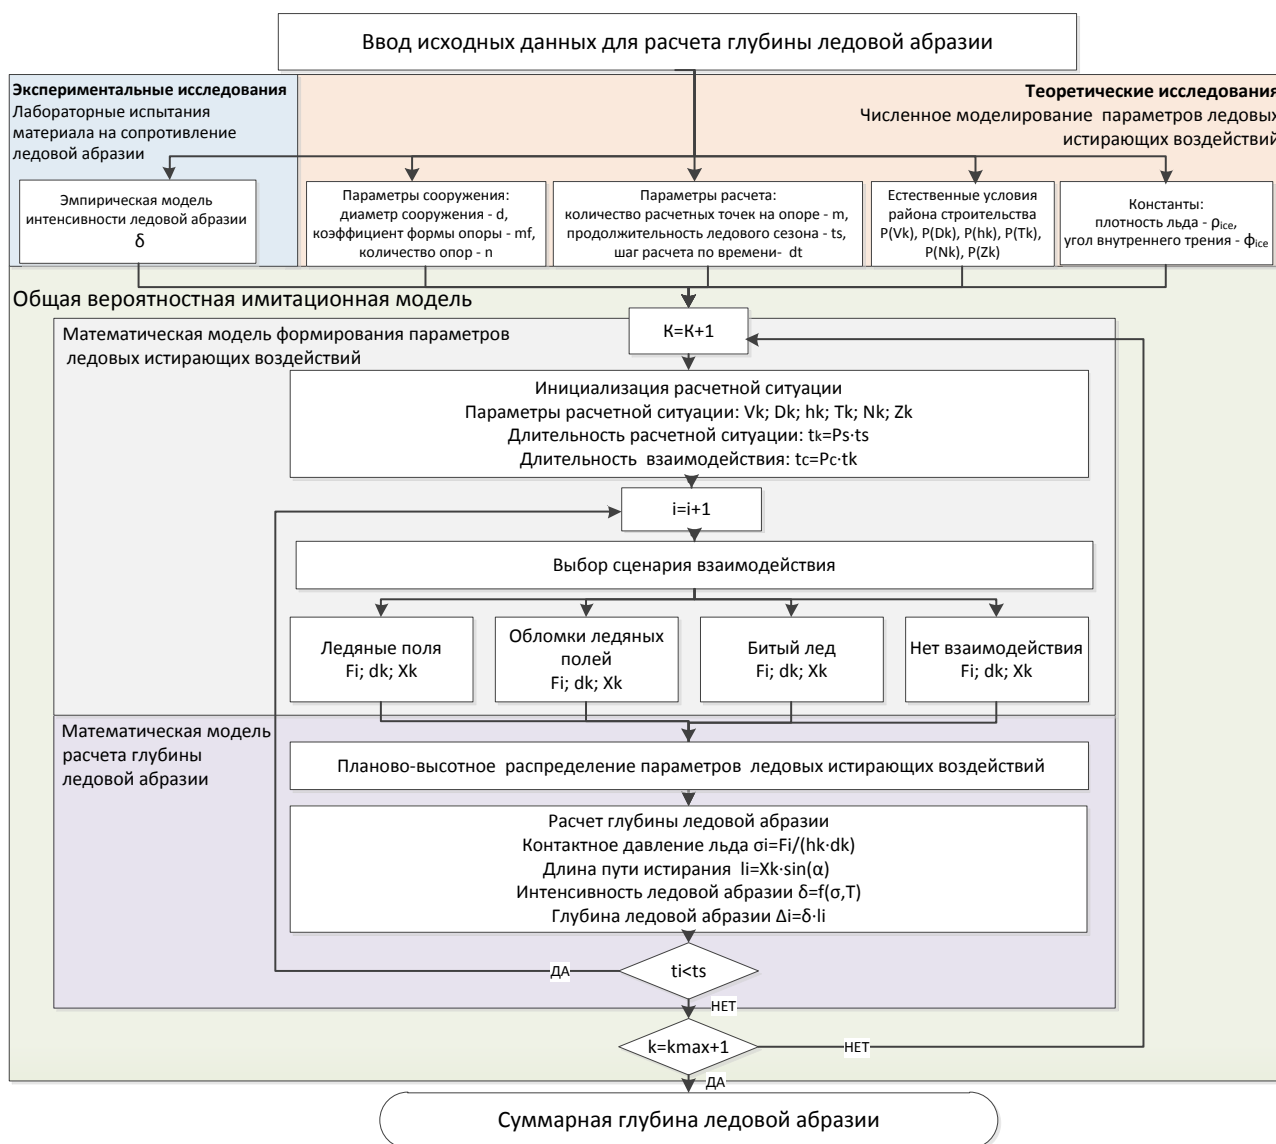 Ввод исходных данных для расчета глубины ледовой абразии
Экспериментальные исследования
Лабораторные испытания
материала на сопротивление
ледовой абразии
Теоретические исследования
Численное моделирование параметров ледовых
истирающих воздействий
Эмпирическая модель
интенсивности ледовой абразии
δ
Параметры сооружения:
диаметр сооружения - d,
коэффициент формы опоры - mf,
количество опор - n
Параметры расчета:
количество расчетных точек на опоре - m,
продолжительность ледового сезона - ts,
шаг расчета по времени- dt
Естественные условия
района строительства
P(Vk), P(Dk), P(hk), P(Tk),
P(Nk), P(Zk)
Константы:
плотность льда - ρice,
угол внутреннего трения - ϕice
Общая вероятностная имитационная модель
Математическая модель формирования параметров
ледовых истирающих воздействий
К=К+1
Инициализация расчетной ситуации
Параметры расчетной ситуации: Vk; Dk; hk; Tk; Nk; Zk
Длительность расчетной ситуации: tk=Ps·ts
Длительность взаимодействия: tc=Pc·tk
i=i+1
Выбор сценария взаимодействия
Ледяные поля
Fi; dk; Xk
Обломки ледяных
полей
Fi; dk; Xk
Битый лед
Fi; dk; Xk
Нет взаимодействия
Fi; dk; Xk
Математическая модель
расчета глубины
ледовой абразии
Планово-высотное распределение параметров ледовых истирающих воздействий
Расчет глубины ледовой абразии
Контактное давление льда σi=Fi/(hk·dk)
Длина пути истирания li=Xk·sin(α)
Интенсивность ледовой абразии δ=f(σ,T)
Глубина ледовой абразии Δi=δ·li
ti<ts
ДА
НЕТ
k=kmax+1
НЕТ
ДА
Суммарная глубина ледовой абразии